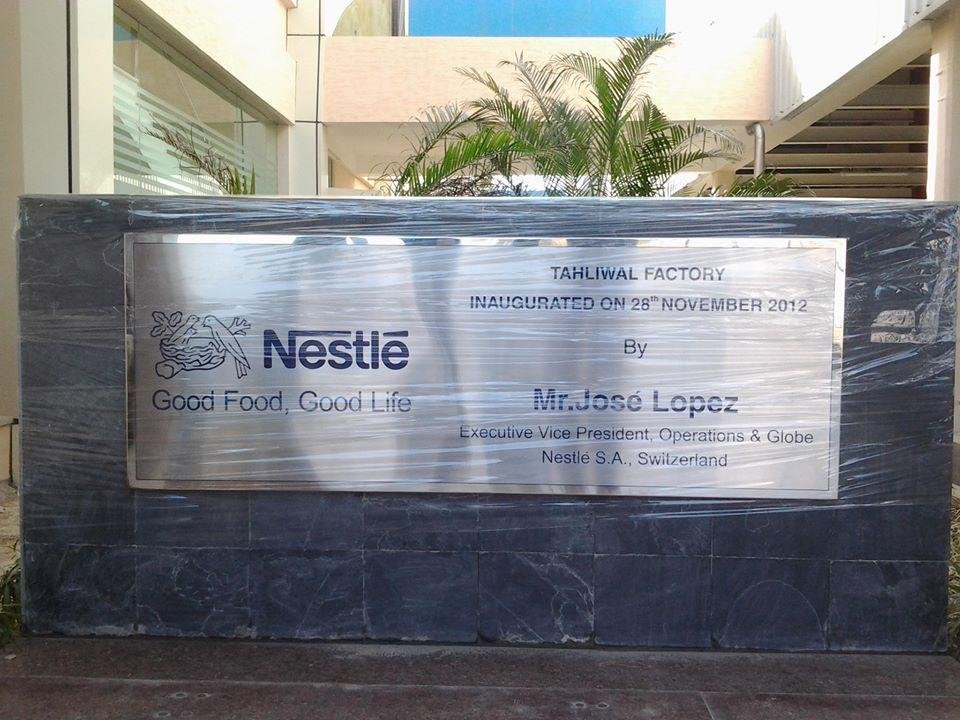 Nestlé
Good Food, Good Life
TAHLIWAL FACTORY
INAUGURATED ON 28th NOVEMBER 2012
By
Mr.José Lopez
Executive Vice President, Operations & Globe
Nestlé S.A., Switzerland